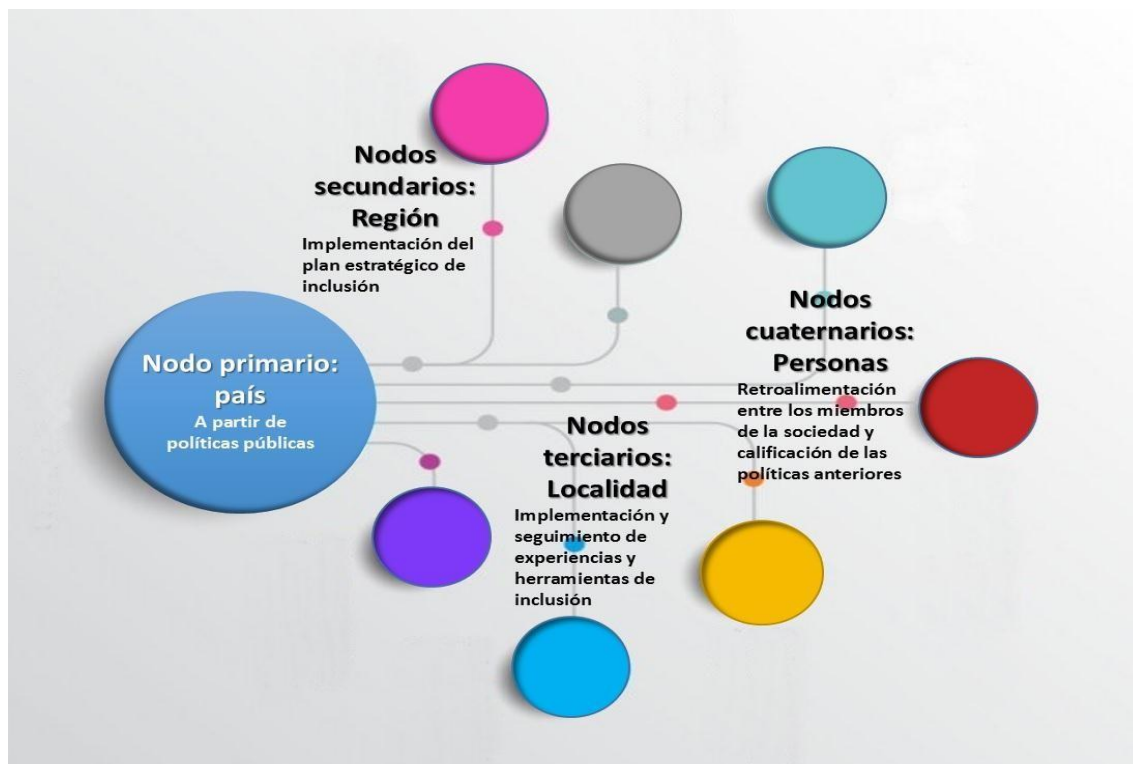 Nodos
secundarios:
Región
Implementación del
plan estratégico de
inclusión
Nodo primario:
país
A partir de
políticas públicas
Nodos
terciarios:
Localidad
Implementación y
seguimiento de
experiencias y
herramientas de
inclusión
Nodos
cuaternarios:
Personas
Retroalimentación
entre los miembros
de la sociedad y
calificación de las
políticas anteriores